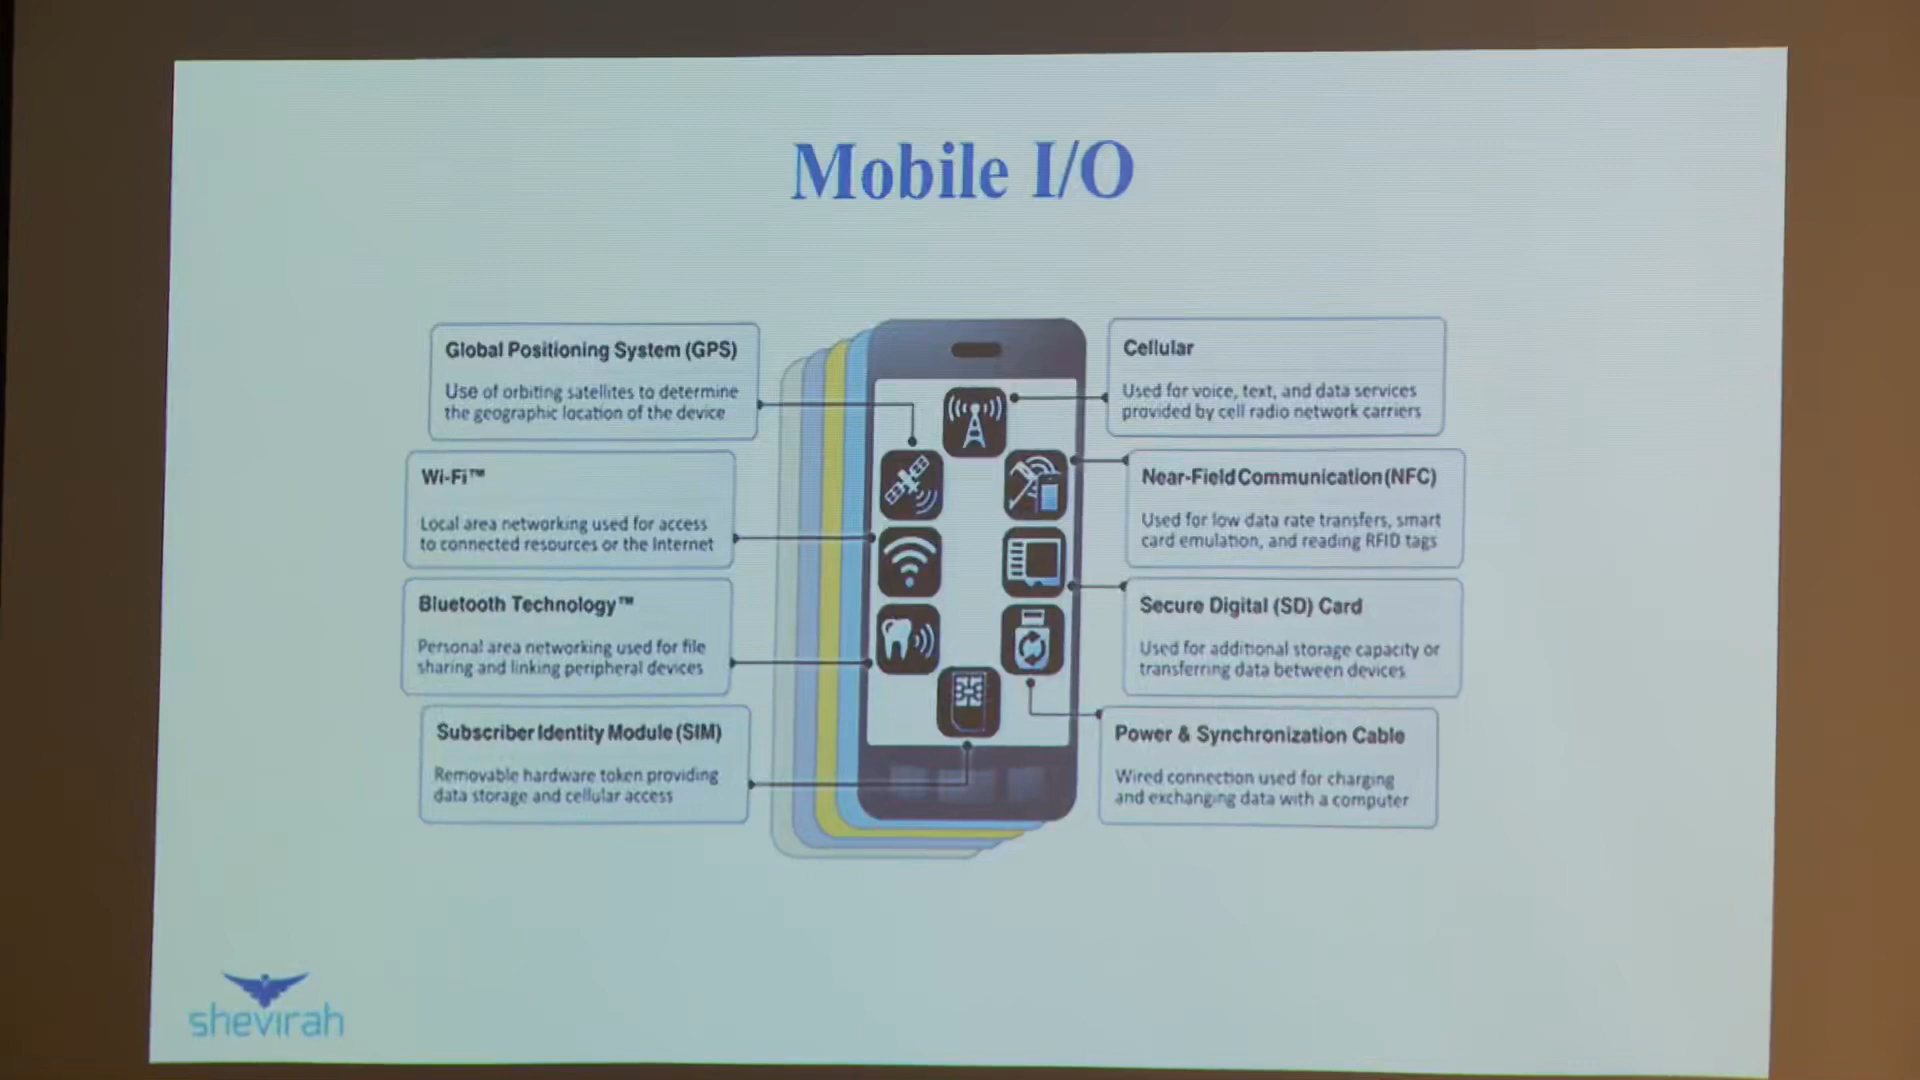 Mobile I/O
Global Positioning System (GPS)
Use of orbiting satellites to determine
the geographic location of the device
Wi-Fi™
Local area networking used for access
to connected resources or the Internet
Bluetooth Technology™
Personal area networking used for file
sharing and linking peripheral devices
Subscriber Identity Module (SIM)
Removable hardware token providing
data storage and cellular access
Cellular
Used for voice, text, and data services
provided by cell radio network carriers
Near-Field Communication (NFC)
Used for low data rate transfers, smart
card emulation, and reading RFID tags
Secure Digital (SD) Card
Used for additional storage capacity or
transferring data between devices
Power & Synchronization Cable
Wired connection used for charging
and exchanging data with a computer
shevirah